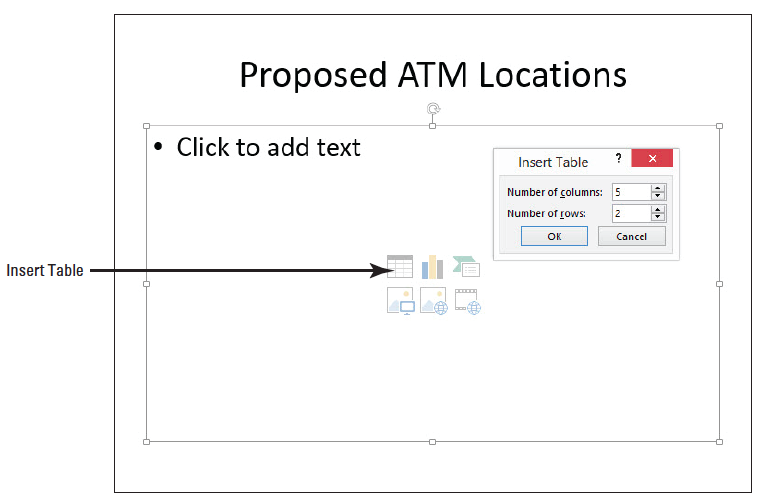 Proposed ATM Locations
• Click to add text
Insert Table ?
Number of columns: 5
Number of rows: 2
OK Cancel
Insert Table